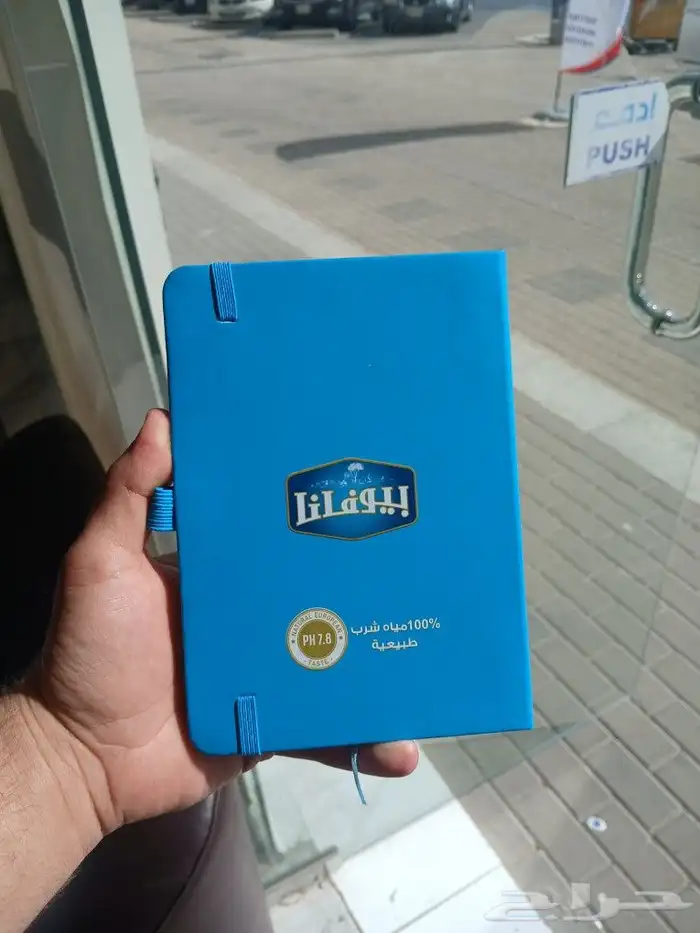 ادفع
PUSH
بيوفانا
NATURAL EUROPEAN
PH 7.8
TASTE
100%مياه شرب
طبيعية
حراج